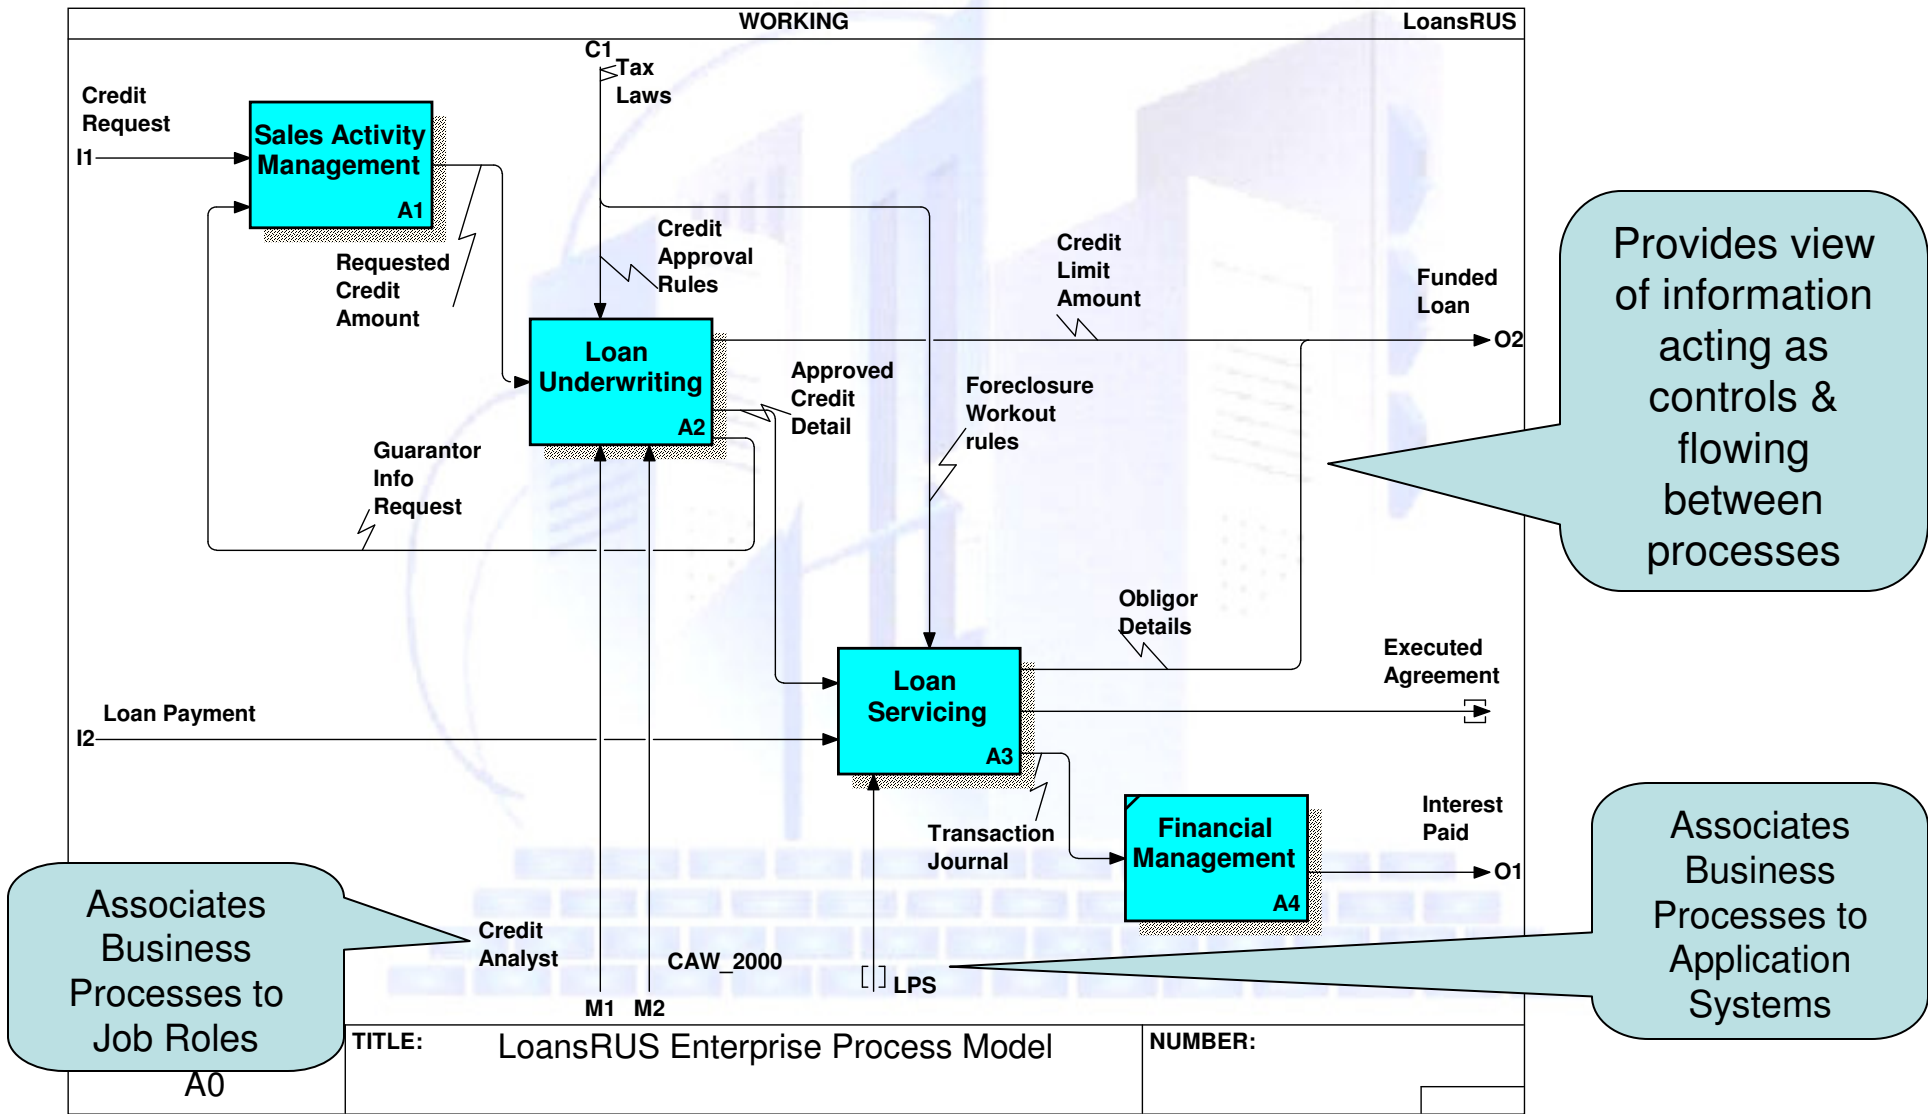 WORKING
LoansRUS
C1
Tax
Laws
Credit
Request
I1
Sales Activity
Management
A1
Requested
Credit
Amount
Credit
Approval
Rules
Credit
Limit
Amount
Funded
Loan
O2
Loan
Underwriting
A2
Approved
Credit
Detail
Foreclosure
Workout
rules
Guarantor
Info
Request
Provides view
of information
acting as
controls &
flowing
between
processes
Obligor
Details
Executed
Agreement
Loan Payment
I2
Loan
Servicing
A3
Transaction
Journal
Financial
Management
A4
Interest
Paid
O1
Associates
Business
Processes to
Job Roles
Credit
Analyst
CAW_2000
LPS
M1
M2
Associates
Business
Processes to
Application
Systems
A0
TITLE:
LoansRUS Enterprise Process Model
NUMBER: